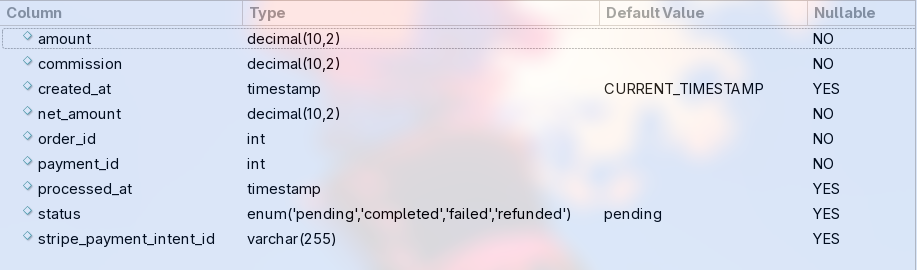 Column Type Default Value Nullable
amount decimal(10,2) NO
commission decimal(10,2) NO
created_at timestamp CURRENT_TIMESTAMP YES
net_amount decimal(10,2) NO
order_id int NO
payment_id int NO
processed_at timestamp YES
status enum('pending','completed','failed','refunded') pending YES
stripe_payment_intent_id varchar(255) YES